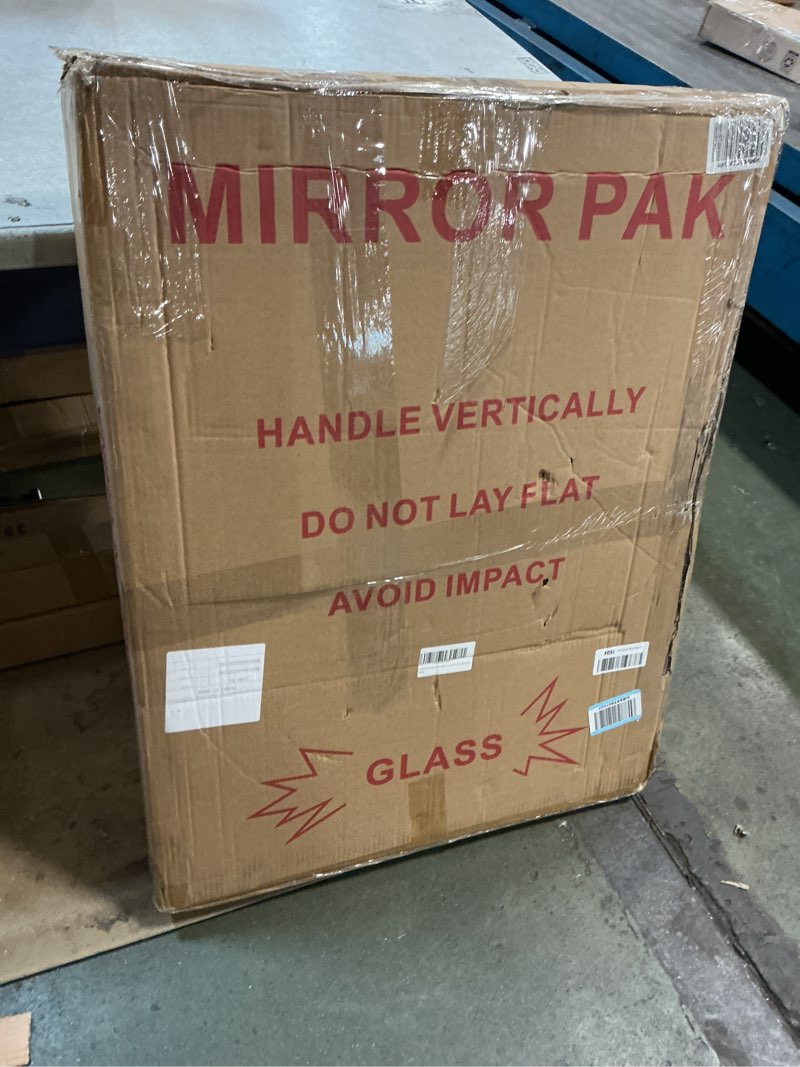 MIRROR PAK
HANDLE VERTICALLY
DO NOT LAY FLAT
AVOID IMPACT
GLASS